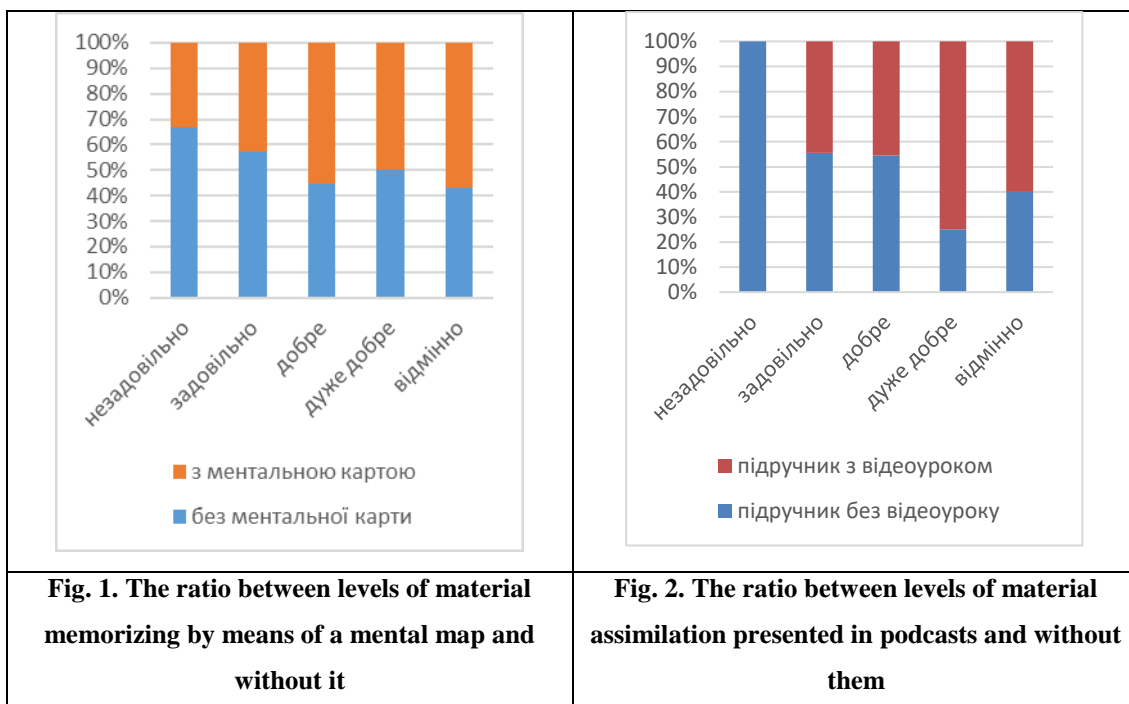 100%
90%
80%
70%
60%
50%
40%
30%
20%
10%
0%
незадовільно
задовільно
добре
дуже добре
відмінно
з ментальною картою
без ментальної карти
Fig. 1. The ratio between levels of material
memorizing by means of a mental map and
without it
100%
90%
80%
70%
60%
50%
40%
30%
20%
10%
0%
незадовільно
задовільно
добре
дуже добре
відмінно
підручник з відеоуроком
підручник без відеоуроку
Fig. 2. The ratio between levels of material
assimilation presented in podcasts and without
them